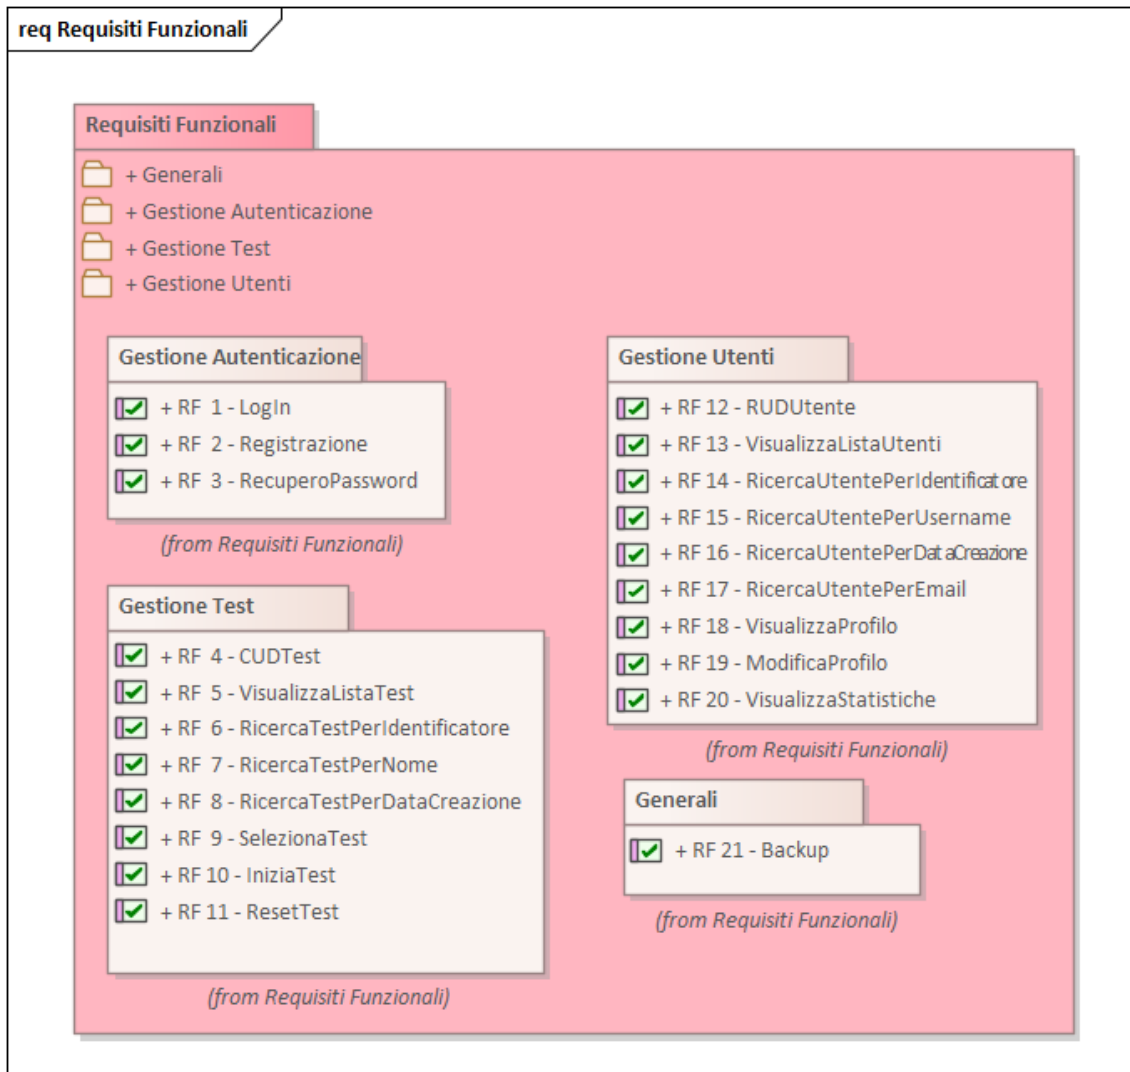 req Requisiti Funzionali
Requisiti Funzionali
+ Generali
+ Gestione Autenticazione
+ Gestione Test
+ Gestione Utenti
Gestione Autenticazione
+ RF 1 - LogIn
+ RF 2 - Registrazione
+ RF 3 - RecuperoPassword
(from Requisiti Funzionali)
Gestione Test
+ RF 4 - CUDTest
+ RF 5 - VisualizzaListaTest
+ RF 6 - RicercaTestPerIdentificatore
+ RF 7 - RicercaTestPerNome
+ RF 8 - RicercaTestPerDataCreazione
+ RF 9 - SelezionaTest
+ RF 10 - IniziaTest
+ RF 11 - ResetTest
(from Requisiti Funzionali)
Gestione Utenti
+ RF 12 - RUDUtente
+ RF 13 - VisualizzaListaUtenti
+ RF 14 - RicercaUtentePerIdentificatore
+ RF 15 - RicercaUtentePerUsername
+ RF 16 - RicercaUtentePerDataCreazione
+ RF 17 - RicercaUtentePerEmail
+ RF 18 - VisualizzaProfilo
+ RF 19 - ModificaProfilo
+ RF 20 - VisualizzaStatistiche
(from Requisiti Funzionali)
Generali
+ RF 21 - Backup
(from Requisiti Funzionali)